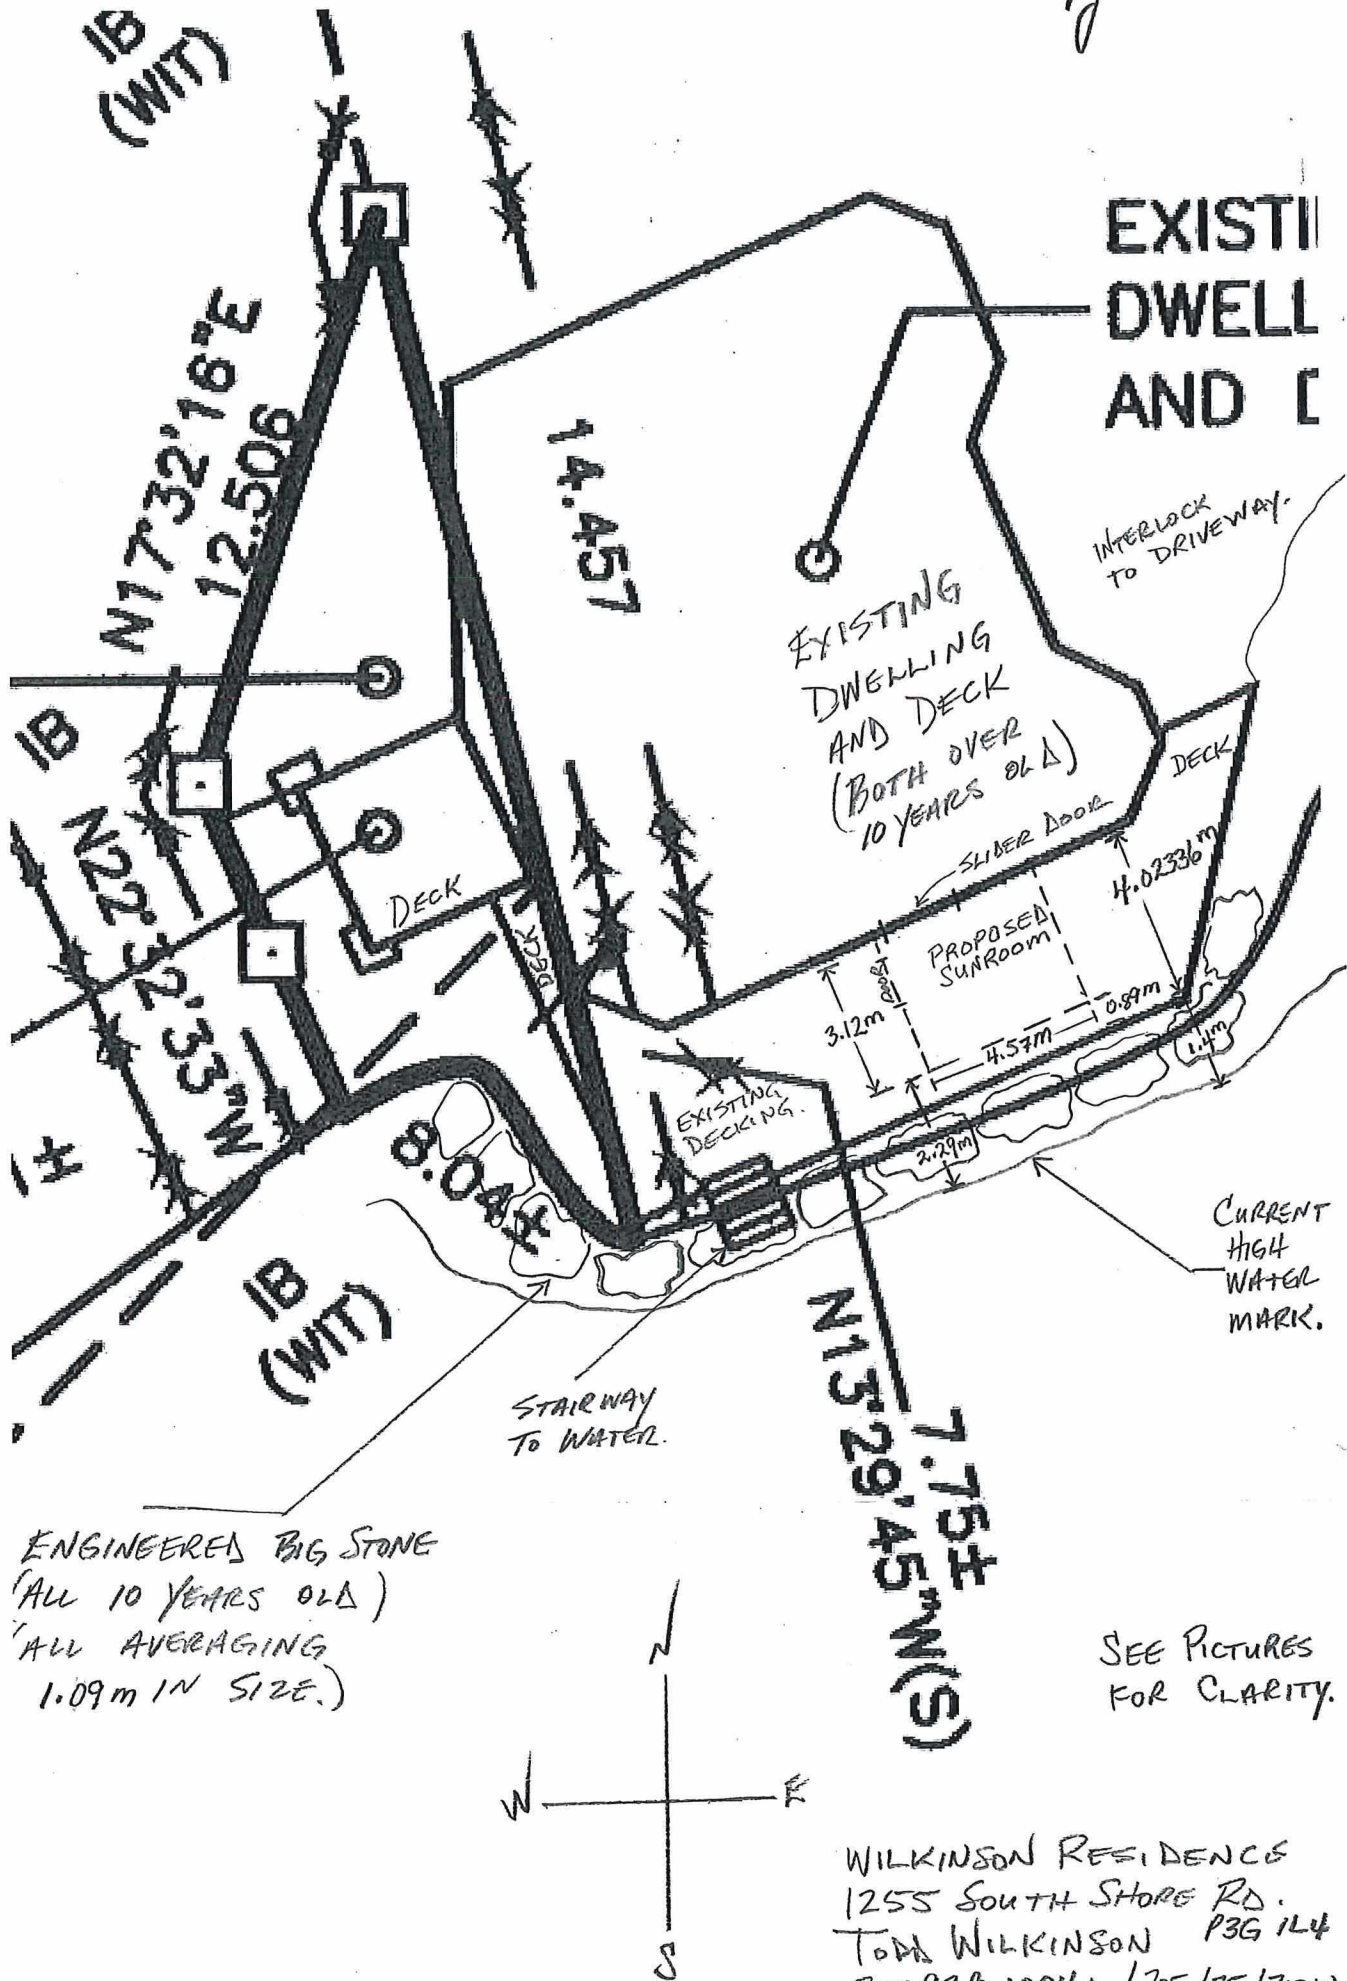 IB
(WIT)
EXISTI
DWELL
AND
N17°32'16"E
12.506
14.457
INTERLOCK
TO DRIVEWAY.
EXISTING
DWELLING
AND DECK
(BOTH OVER
10 YEARS OLD)
IB
DECK
SLIDER DOOR
4.02336m
N22°32'33"W
DECK
DECK
PROPOSED
SUNROOM
DOOR
3.12m
0.89m
4.57m
1.4m
EXISTING
DECKING.
2.29m
1±
8.04±
CURRENT
HIGH
WATER
MARK.
IB
(WIT)
STAIRWAY
TO WATER.
7.75±
N13°29'45"W(S)
ENGINEERED BIG STONE
(ALL 10 YEARS OLD)
(ALL AVERAGING
1.09m IN SIZE.)
SEE PICTURES
FOR CLARITY.
N
W
E
S
WILKINSON RESIDENCE
1255 SOUTH SHORE RD.
TODD WILKINSON P3G 1L4